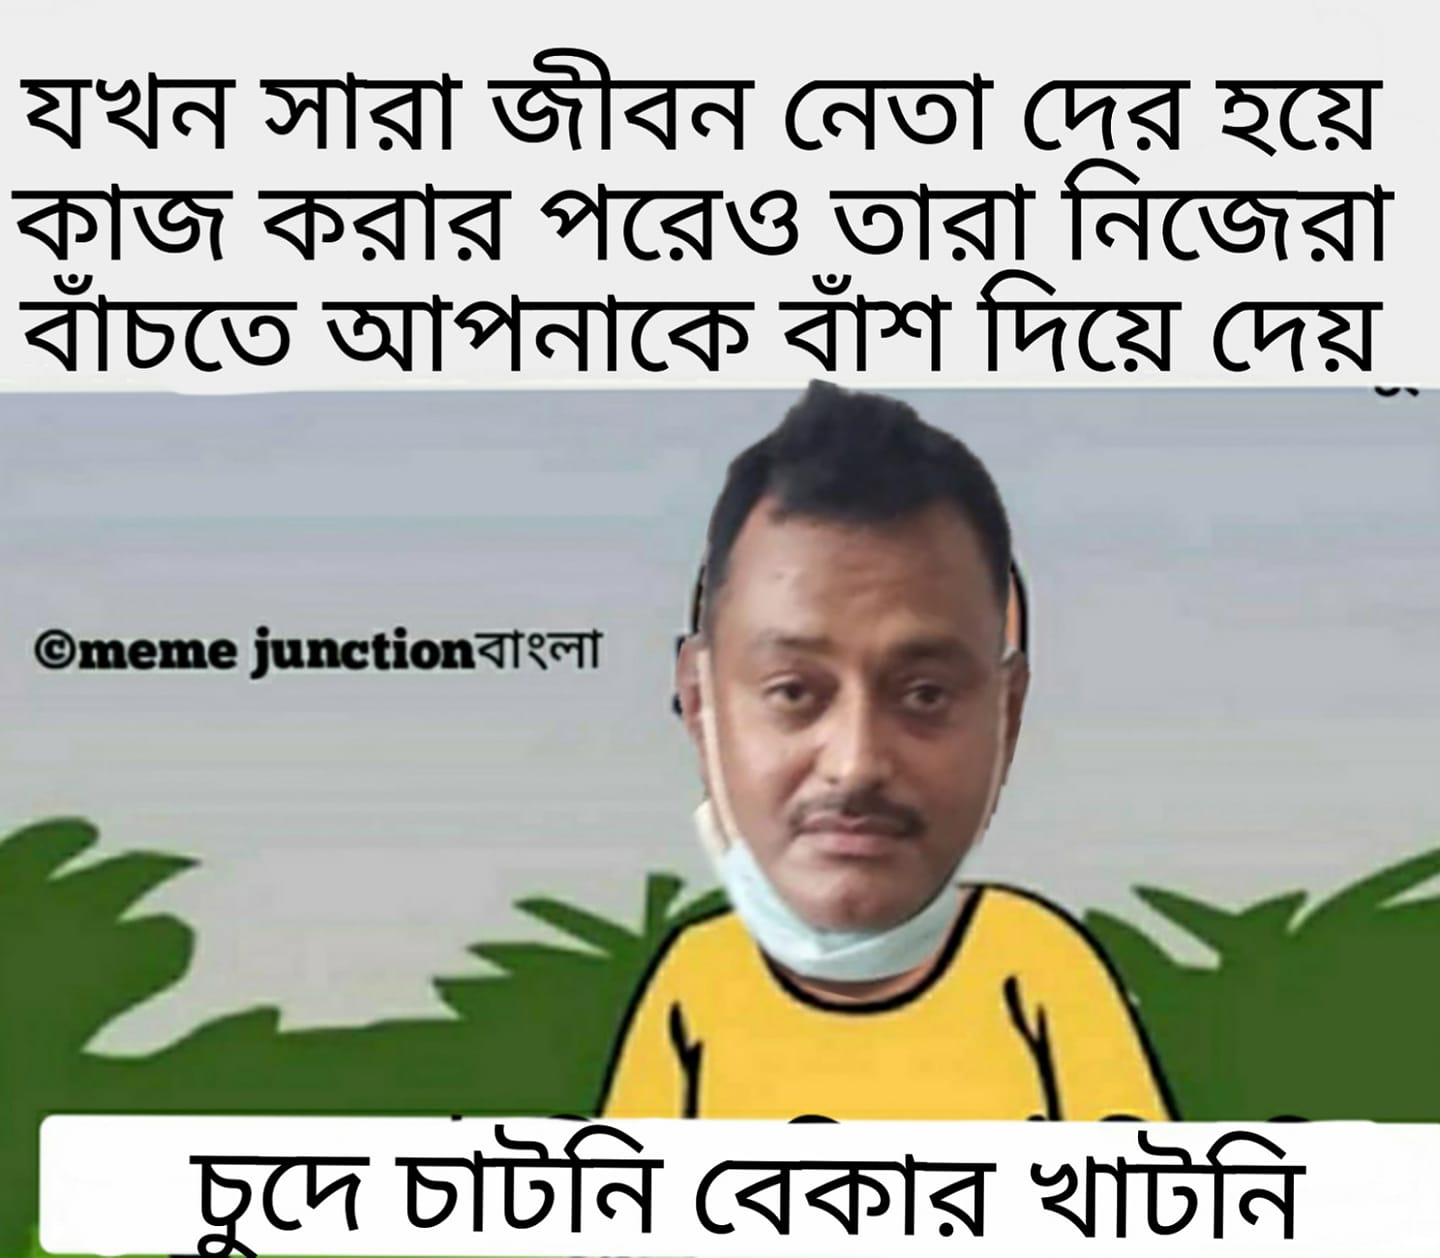 যখন সারা জীবন নেতা দের হয়ে
কাজ করার পরেও তারা নিজেরা
বাঁচতে আপনাকে বাঁশ দিয়ে দেয়
©meme junctionবাংলা
চুদে চাটনি বেকার খাটনি